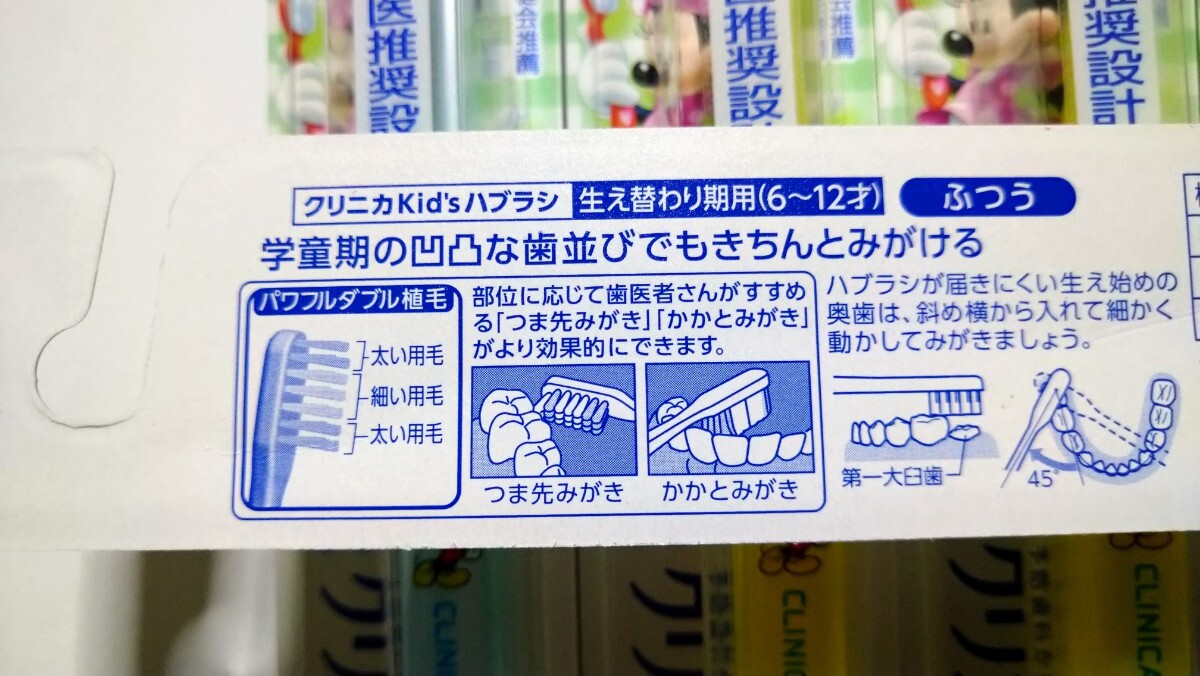 医推奨設
会推薦
医推奨設計
会推薦
推奨設計
クリニカKid'sハブラシ 生え替わり期用(6〜12才) ふつう
学童期の凹凸な歯並びでもきちんとみがける
パワフルダブル植毛
太い用毛
細い用毛
太い用毛
部位に応じて歯医者さんがすすめ
る「つま先みがき」「かかとみがき」
がより効果的にできます。
つま先みがき
かかとみがき
ハブラシが届きにくい生え始めの
奥歯は、斜め横から入れて細かく
動かしてみがきましょう。
第一大臼歯
45°
クリ
CLINI
クリ
CLINIC
クリ
CLINICA